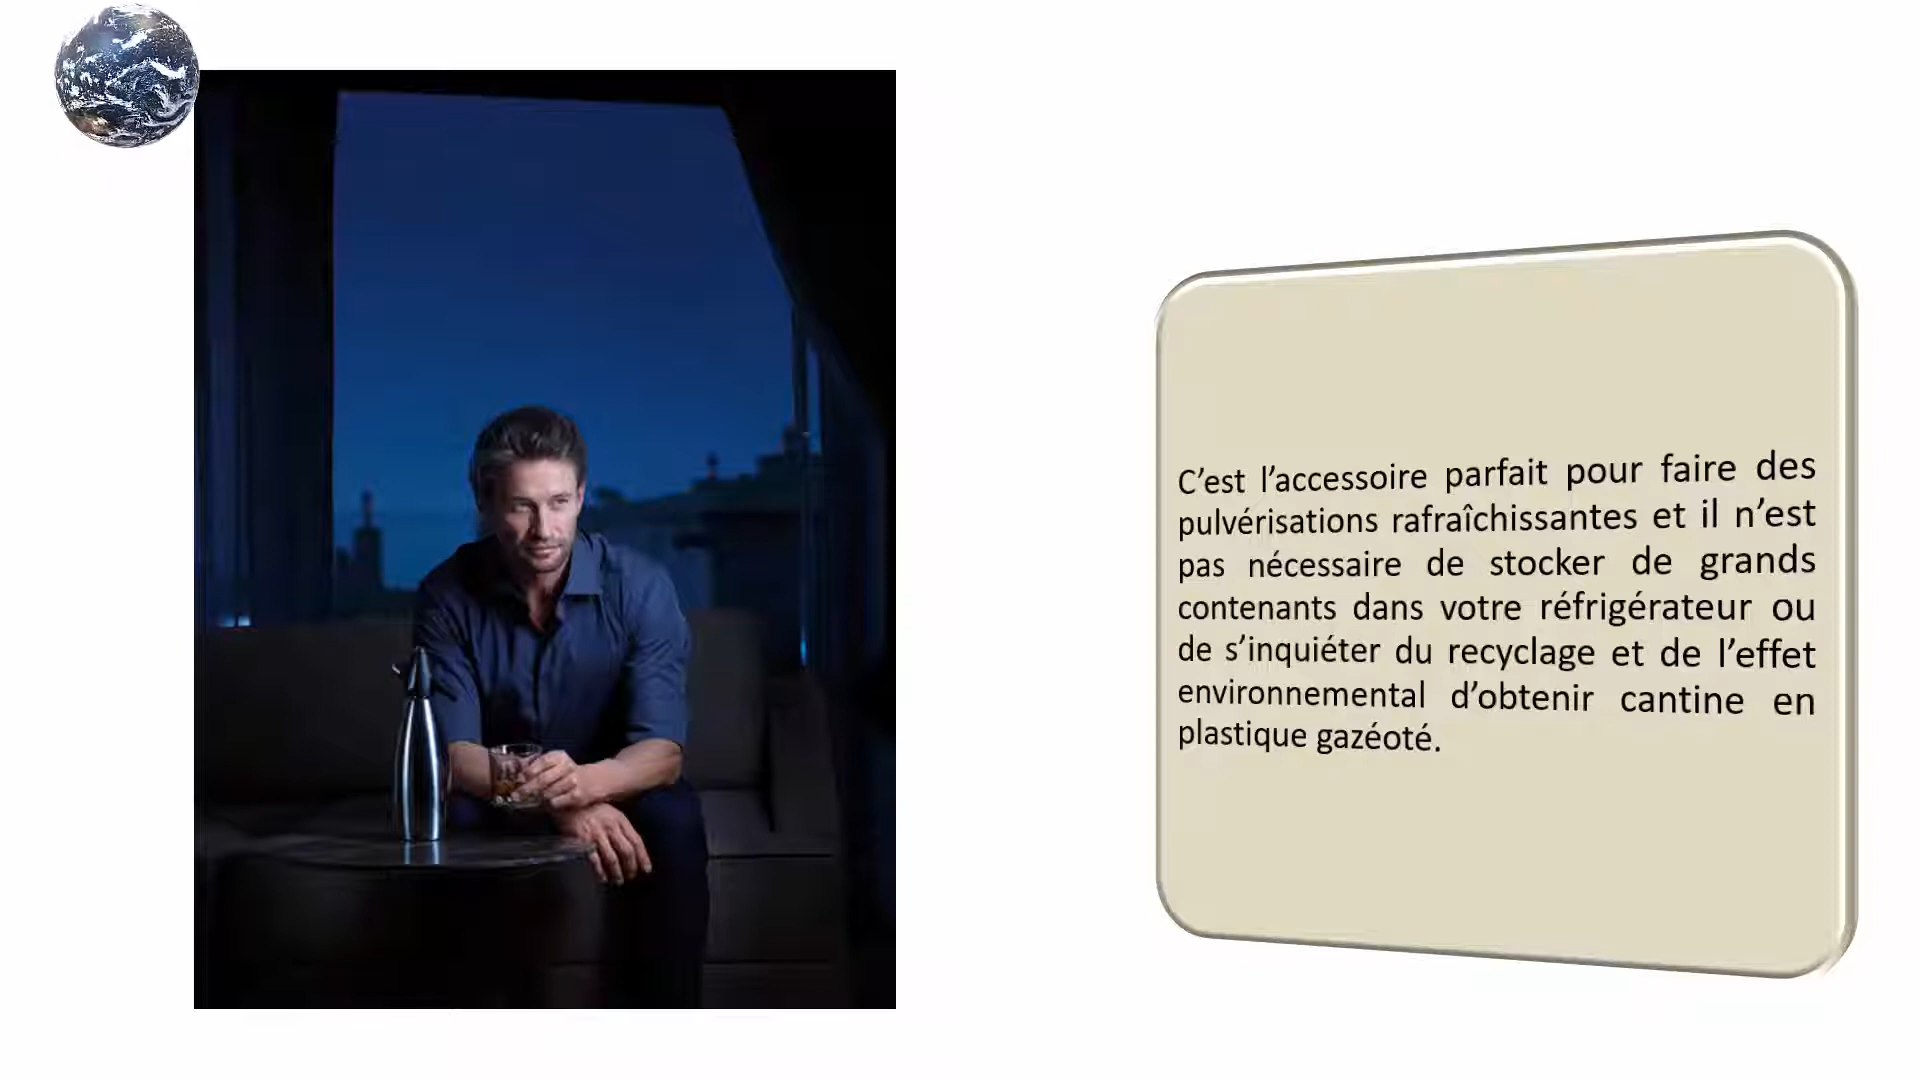 C’est l’accessoire parfait pour faire des
pulvérisations rafraîchissantes et il n’est
pas nécessaire de stocker de grands
contenants dans votre réfrigérateur ou
de s’inquiéter du recyclage et de l’effet
environnemental d’obtenir cantine en
plastique gazéoté.